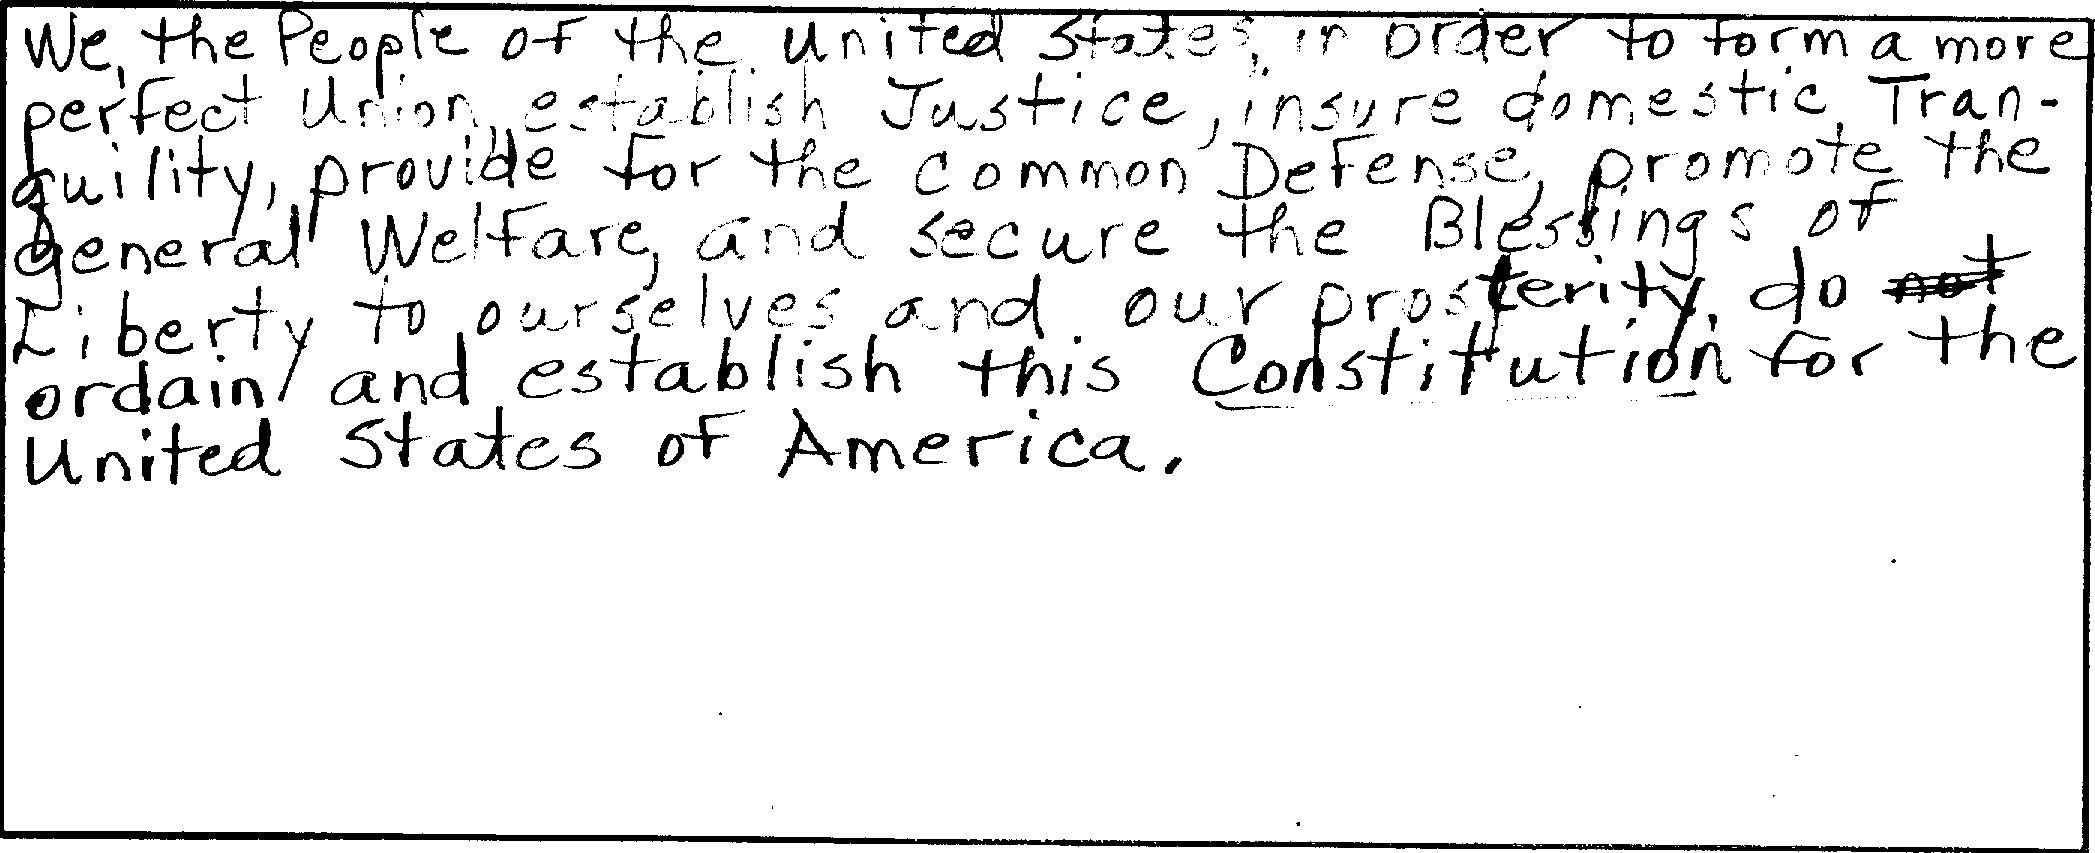 We, the People of the United States, in order to form a more
perfect Union, establish Justice, insure domestic Tran-
quility, provide for the common Defense, promote the
general Welfare, and secure the Blessings of
Liberty to ourselves and our prosterity, do not
ordain and establish this Constitution for the
United States of America.